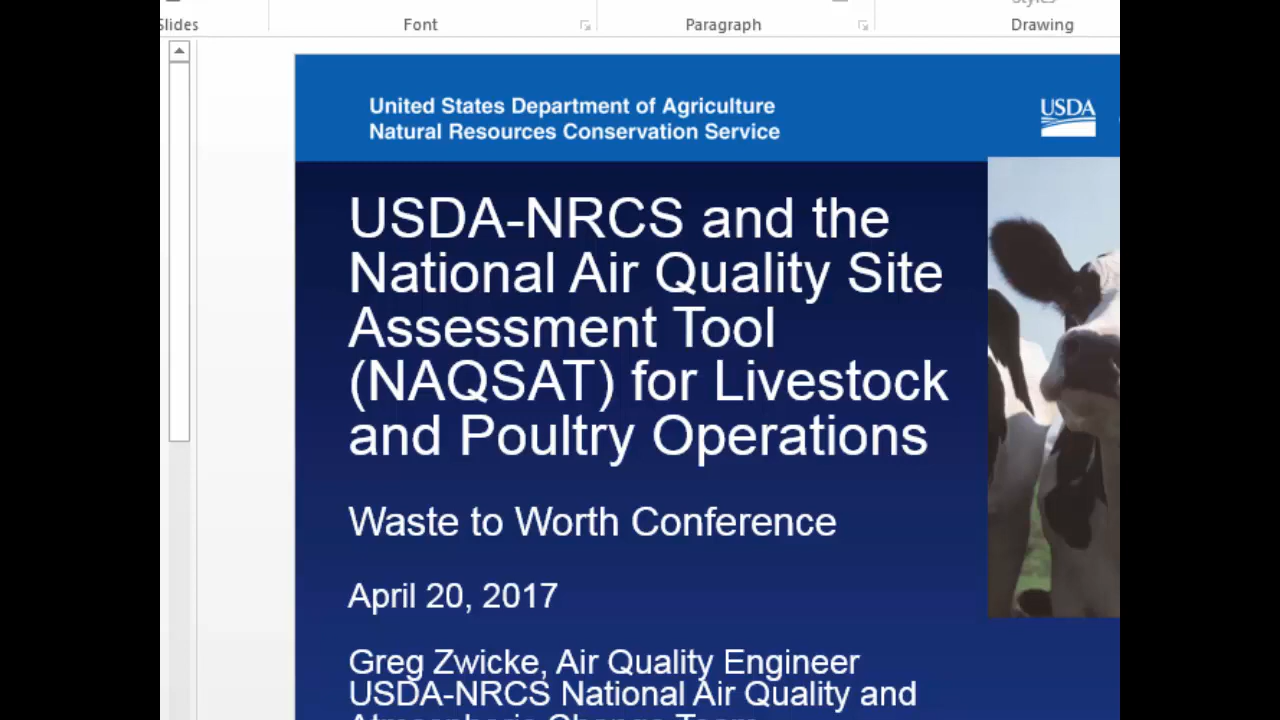 Slides
Font
Paragraph
Drawing
United States Department of Agriculture
Natural Resources Conservation Service
USDA
USDA-NRCS and the
National Air Quality Site
Assessment Tool
(NAQSAT) for Livestock
and Poultry Operations
Waste to Worth Conference
April 20, 2017
Greg Zwicke, Air Quality Engineer
USDA-NRCS National Air Quality and